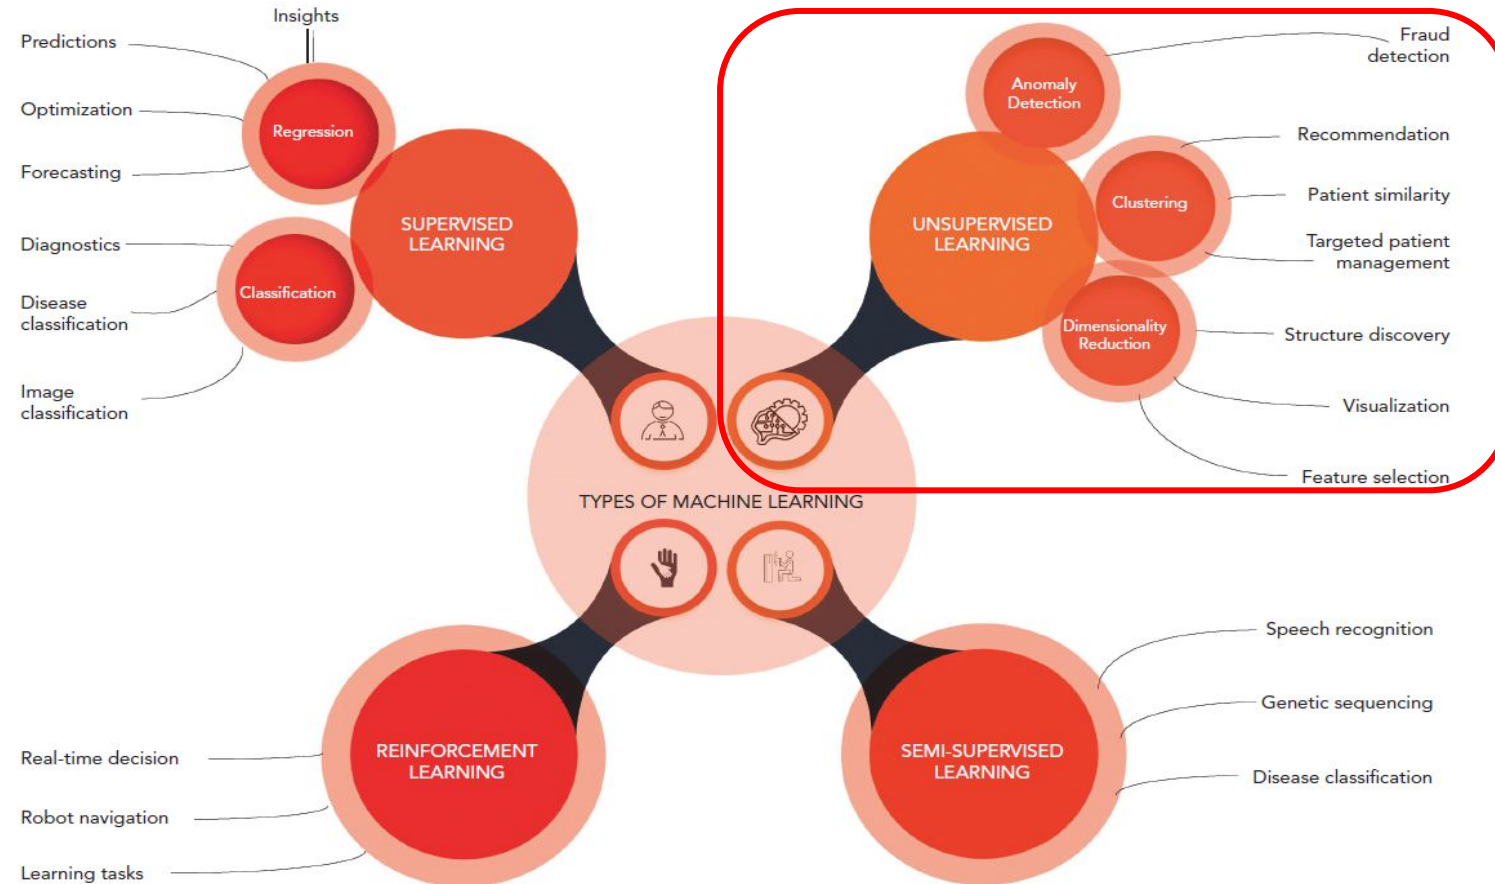 Insights
Predictions
Optimization
Forecasting
Regression
Diagnostics
Disease
classification
Image
classification
Classification
SUPERVISED
LEARNING
Fraud
detection
Anomaly
Detection
Recommendation
Patient similarity
Targeted patient
management
Clustering
UNSUPERVISED
LEARNING
Dimensionality
Reduction
Structure discovery
Visualization
Feature selection
TYPES OF MACHINE LEARNING
REINFORCEMENT
LEARNING
Real-time decision
Robot navigation
Learning tasks
SEMI-SUPERVISED
LEARNING
Speech recognition
Genetic sequencing
Disease classification